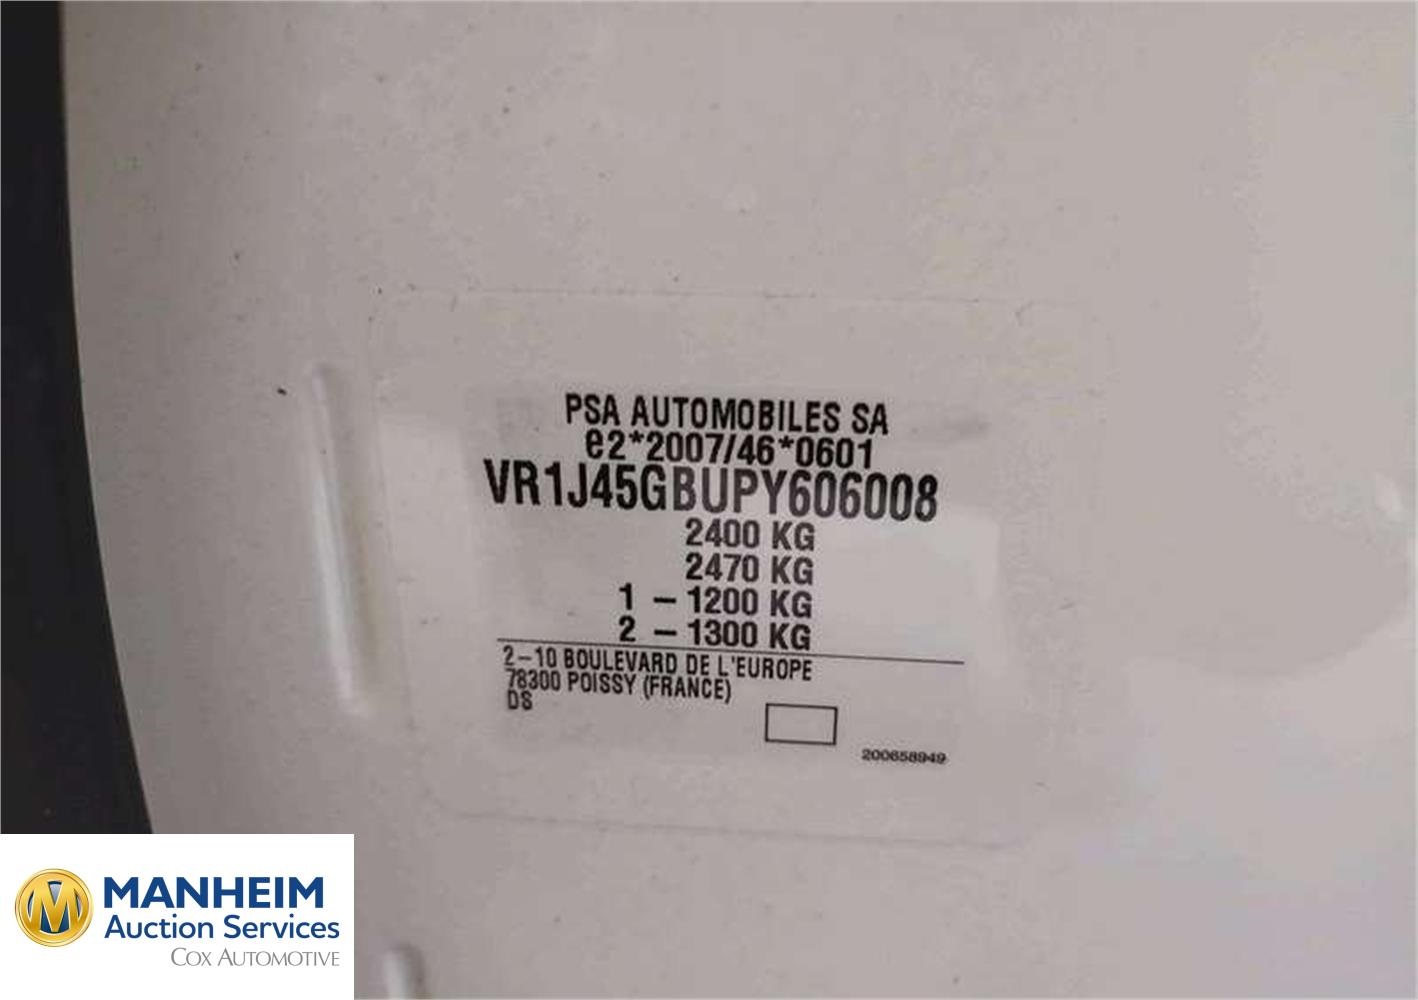 PSA AUTOMOBILES SA
e2*2007/46*0601
VR1J45GBUPY606008
2400 KG
2470 KG
1 - 1200 KG
2 - 1300 KG
2-10 BOULEVARD DE L'EUROPE
78300 POISSY (FRANCE)
DS
200658949
MANHEIM
Auction Services
COX AUTOMOTIVE